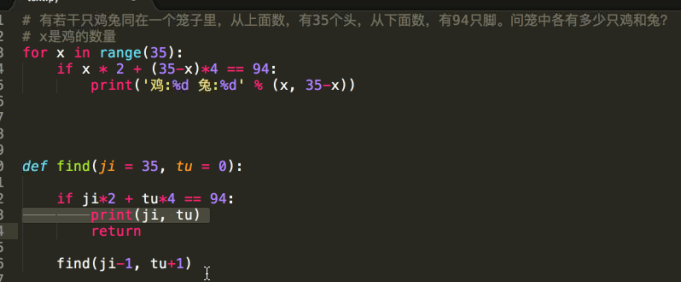 # 有若干只鸡兔同在一个笼子里，从上面数，有35个头，从下面数，有94只脚。问笼中各有多少只鸡和兔?
# x是鸡的数量
for x in range(35):
    if x * 2 + (35-x)*4 == 94:
        print('鸡:%d 兔:%d' % (x, 35-x))
def find(ji = 35, tu = 0):
    if ji*2 + tu*4 == 94:
        print(ji, tu)
        return
    find(ji-1, tu+1)